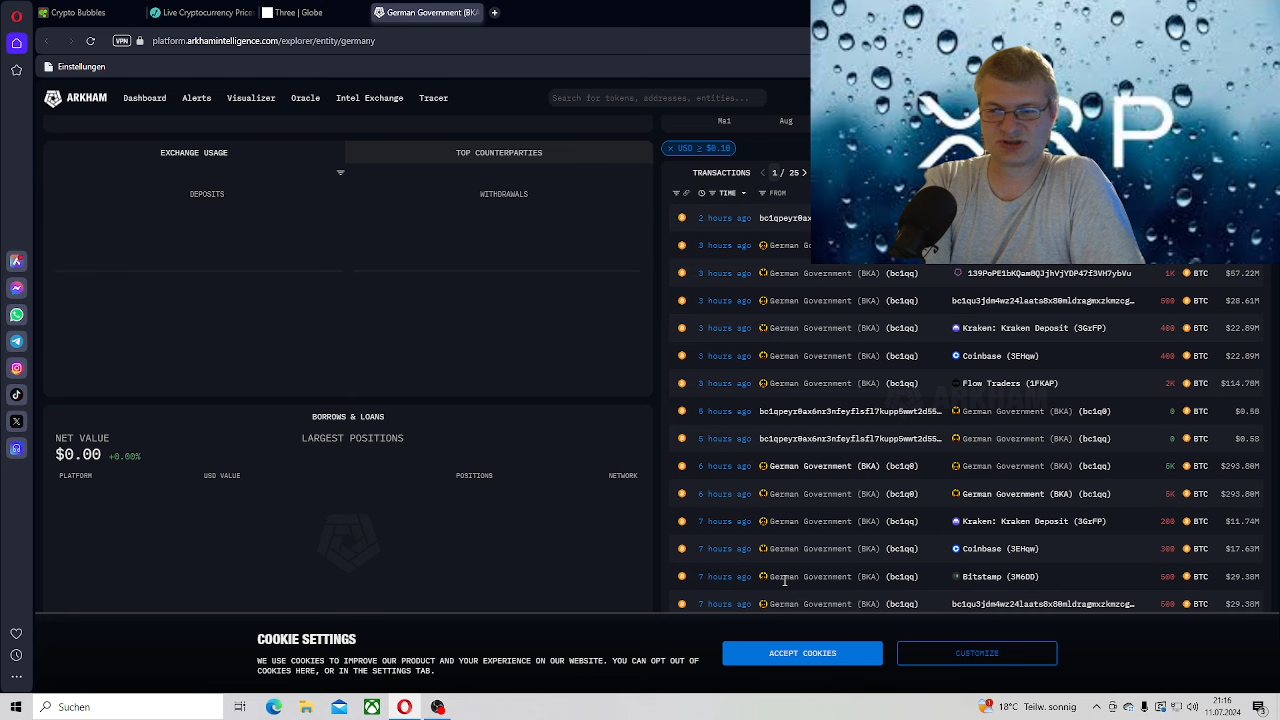 Crypto Bubbles
Live Cryptocurrency Price
Three | Globe
German Government (BKA
VPN platform.arkhamintelligence.com/explorer/entity/germany
Einstellungen
ARKHAM Dashboard Alerts Visualizer Oracle Intel Exchange Tracer Search for tokens, addresses, entities...
Mai Aug
EXCHANGE USAGE TOP COUNTERPARTIES
DEPOSITS WITHDRAWALS
BORROWS & LOANS
NET VALUE LARGEST POSITIONS
$0.00 +0.00%
PLATFORM USD VALUE POSITIONS NETWORK
× USD ≥ $0.10
TRANSACTIONS 1 / 25
TIME FROM
2 hours ago
3 hours ago German Government (BKA)
3 hours ago German Government (BKA) (bc1qq) 1K BTC $57.22M
3 hours ago German Government (BKA) (bc1qq) 500 BTC $28.61M
3 hours ago German Government (BKA) (bc1qq) Kraken: Kraken Deposit (3GrFP) 400 BTC $22.89M
3 hours ago German Government (BKA) (bc1qq) Coinbase (3EHqw) 400 BTC $22.89M
3 hours ago German Government (BKA) (bc1qq) Flow Traders (1FKAP) 2K BTC $114.78M
5 hours ago German Government (BKA) (bc1q0) 0 BTC $0.58
5 hours ago German Government (BKA) (bc1qq) 0 BTC $0.58
6 hours ago German Government (BKA) (bc1q0) German Government (BKA) (bc1qq) 5K BTC $293.80M
6 hours ago German Government (BKA) (bc1q0) German Government (BKA) (bc1qq) 5K BTC $293.80M
7 hours ago German Government (BKA) (bc1qq) Kraken: Kraken Deposit (3GrFP) 200 BTC $11.74M
7 hours ago German Government (BKA) (bc1qq) Coinbase (3EHqw) 300 BTC $17.63M
7 hours ago German Government (BKA) (bc1qq) Bitstamp (3M6DD) 500 BTC $29.38M
7 hours ago German Government (BKA) (bc1qq) 500 BTC $29.38M
XRP
COOKIE SETTINGS
WE USE COOKIES TO IMPROVE OUR PRODUCT AND YOUR EXPERIENCE ON OUR WEBSITE. YOU CAN OPT OUT OF
COOKIES HERE, OR IN THE SETTINGS TAB.
ACCEPT COOKIES CUSTOMIZE
Suchen
18°C Teilw. sonnig
21:16
11.07.2024